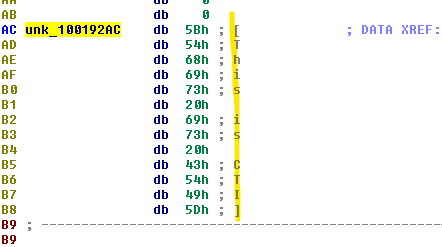 AB db 0
AC unk_100192AC db 5Bh ; [ ; DATA XREF:
AD db 54h ; T
AE db 68h ; h
AF db 69h ; i
B0 db 73h ; s
B1 db 20h ;
B2 db 69h ; i
B3 db 73h ; s
B4 db 20h ;
B5 db 43h ; C
B6 db 54h ; T
B7 db 49h ; I
B8 db 5Dh ; ]
B9 ; ---------------------------------------------------
B9